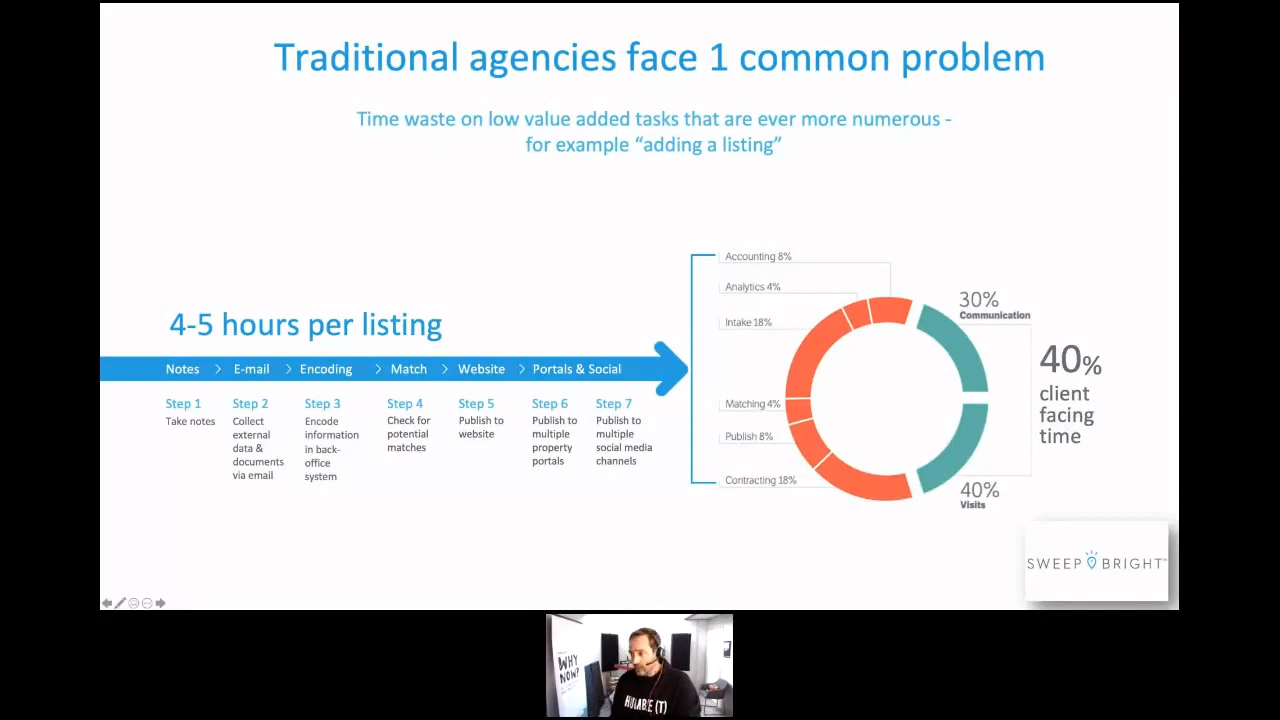 Traditional agencies face 1 common problem
Time waste on low value added tasks that are ever more numerous -
for example “adding a listing”
4-5 hours per listing
Notes > E-mail > Encoding > Match > Website > Portals & Social
Step 1
Take notes
Step 2
Collect
external
data &
documents
via email
Step 3
Encode
information
in back-
office
system
Step 4
Check for
potential
matches
Step 5
Publish to
website
Step 6
Publish to
multiple
property
portals
Step 7
Publish to
multiple
social media
channels
Accounting 8%
Analytics 4%
Intake 18%
Matching 4%
Publish 8%
Contracting 18%
30%
Communication
40%
client
facing
time
40%
Visits
SWEEP BRIGHT
WHY
NOW?